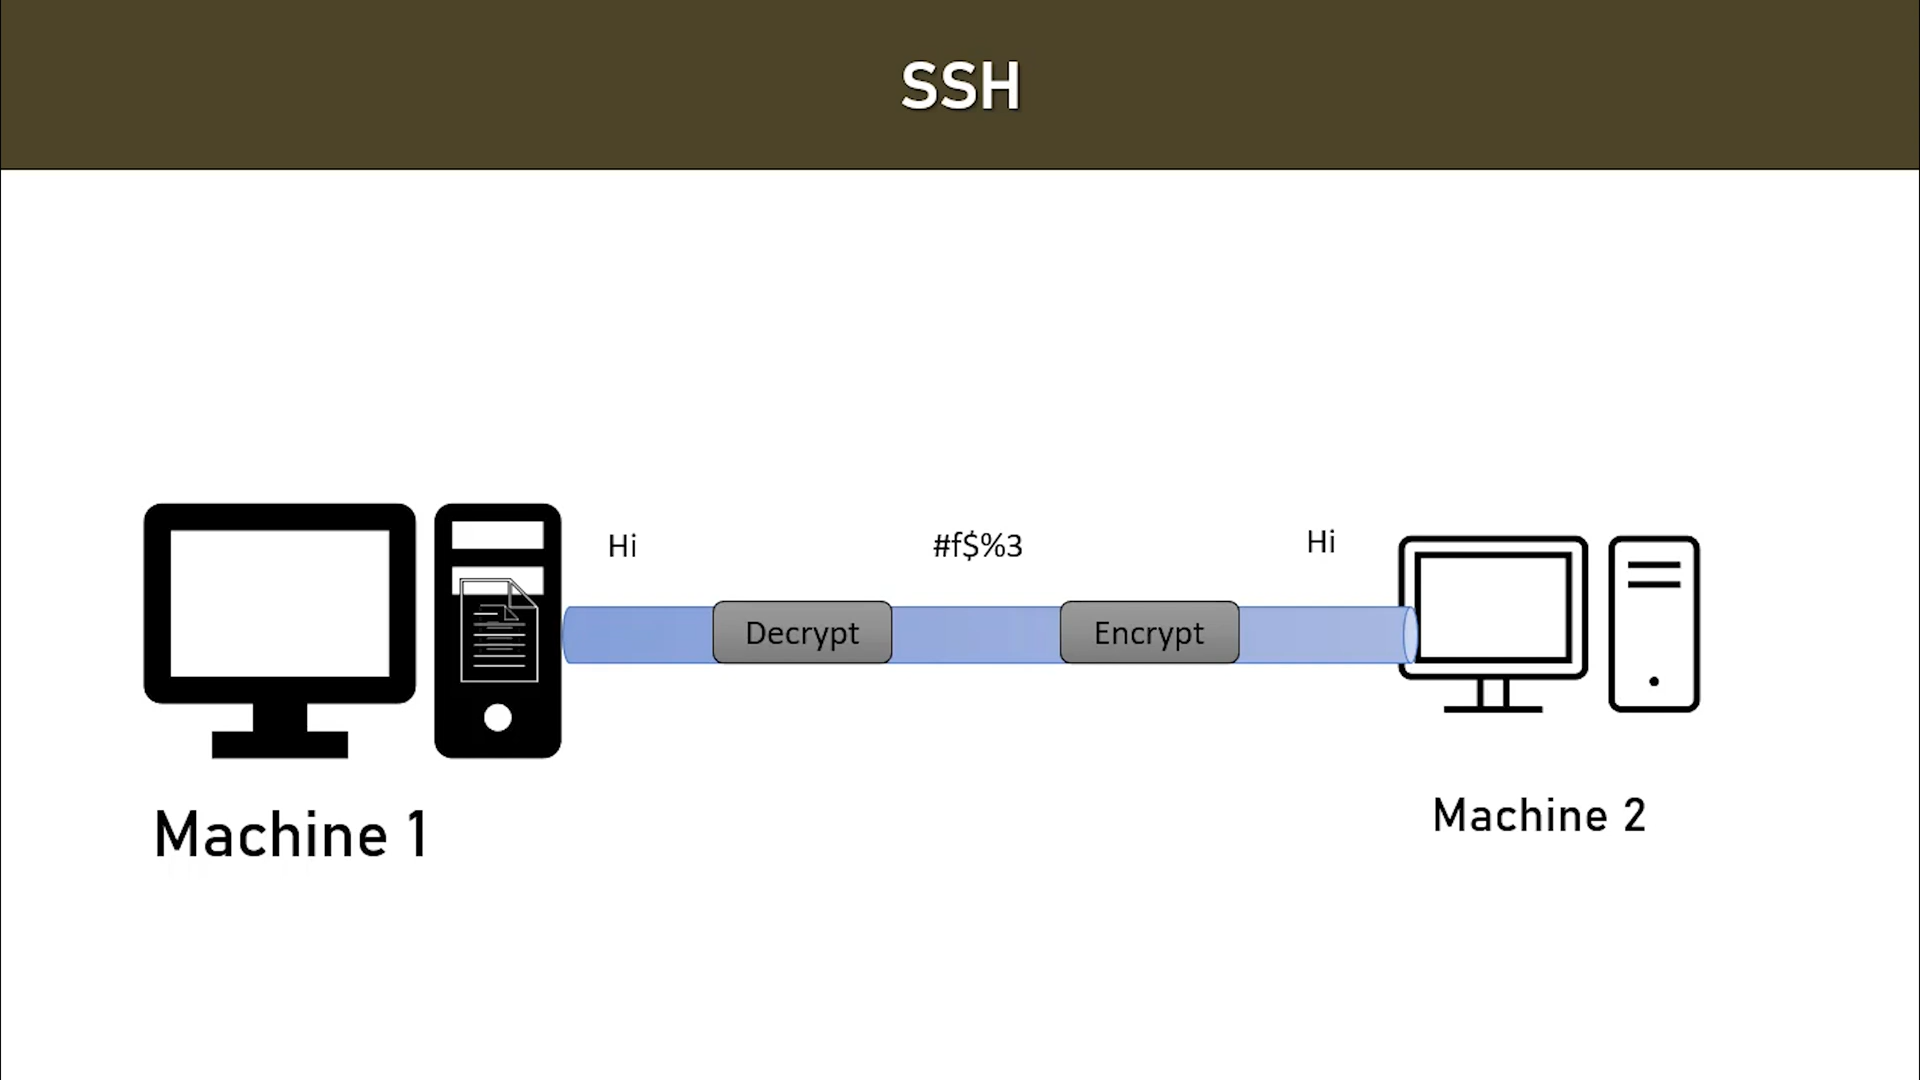 SSH
Hi
#f$%3
Hi
Decrypt
Encrypt
Machine 1
Machine 2